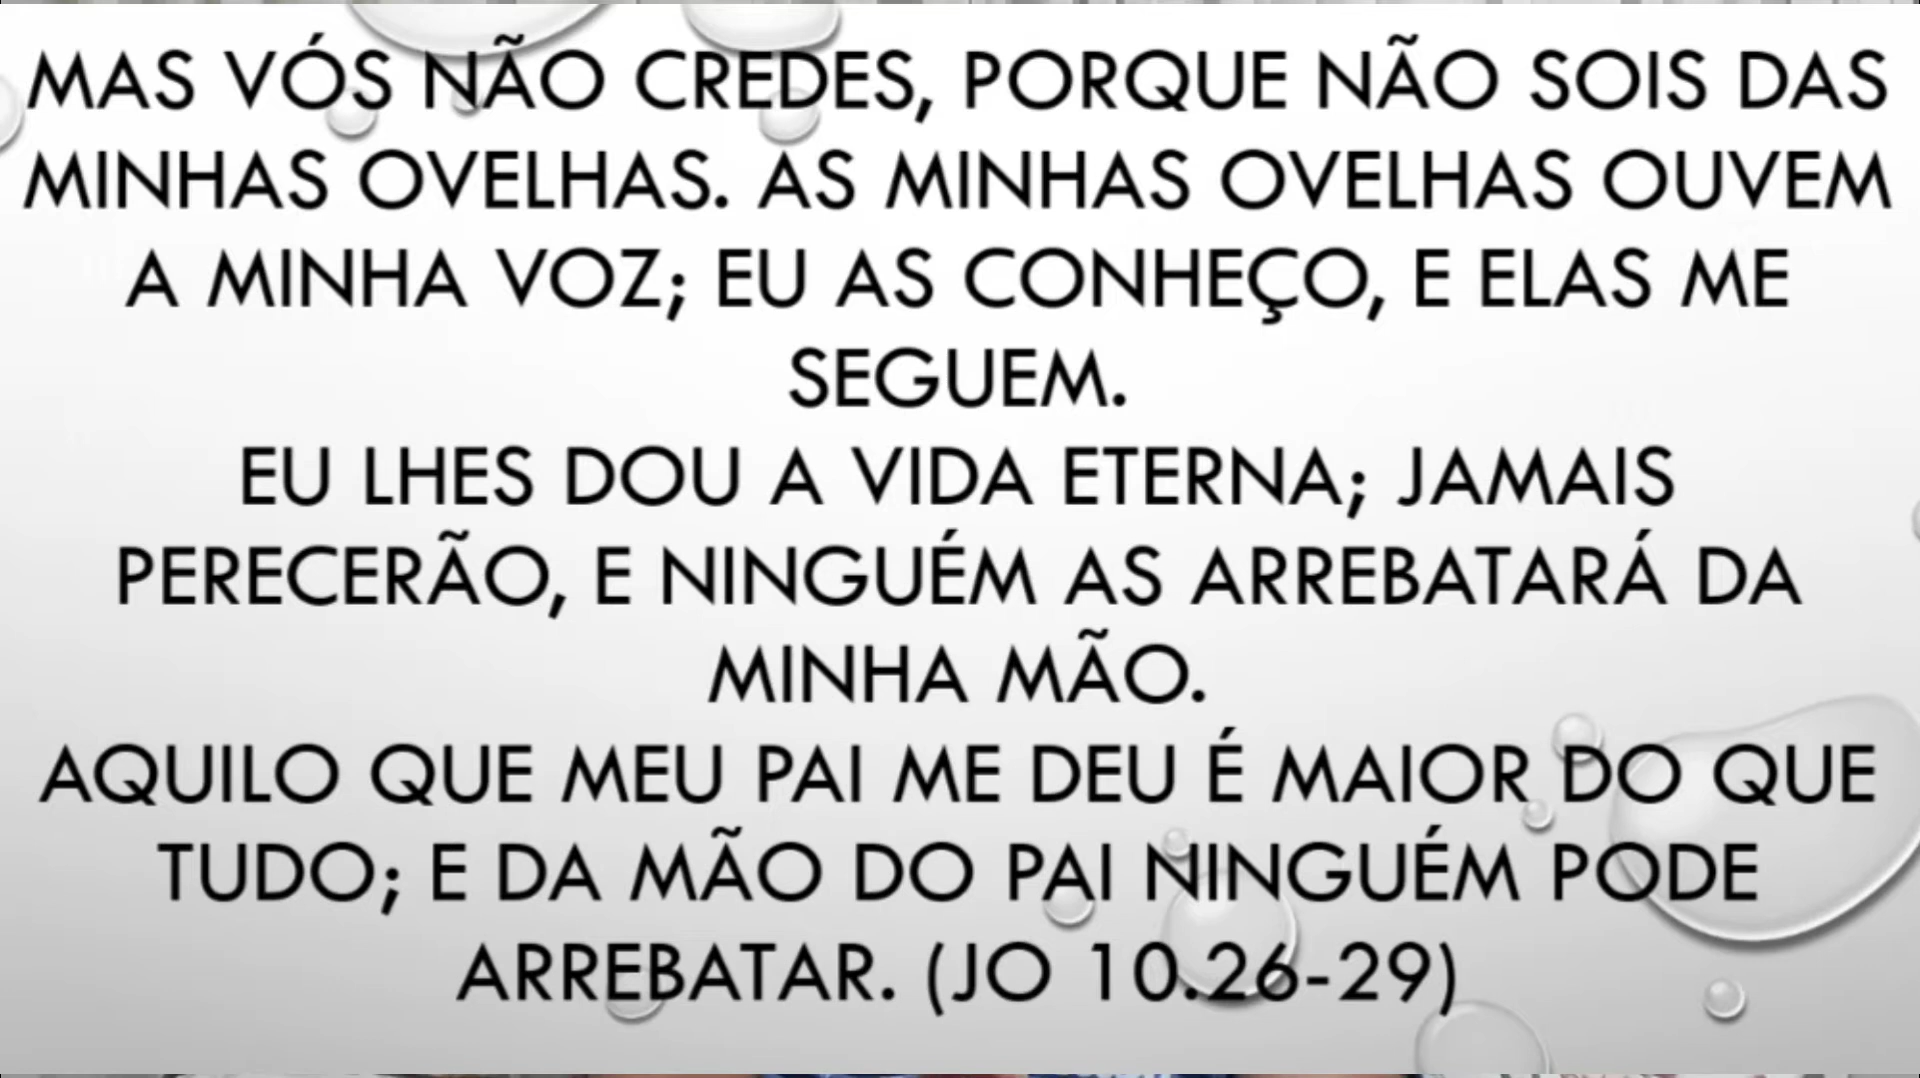 MAS VÓS NÃO CREDES, PORQUE NÃO SOIS DAS
MINHAS OVELHAS. AS MINHAS OVELHAS OUVEM
A MINHA VOZ; EU AS CONHEÇO, E ELAS ME
SEGUEM.
EU LHES DOU A VIDA ETERNA; JAMAIS
PERECERÃO, E NINGUÉM AS ARREBATARÁ DA
MINHA MÃO.
AQUILO QUE MEU PAI ME DEU É MAIOR DO QUE
TUDO; E DA MÃO DO PAI NINGUÉM PODE
ARREBATAR. (JO 10.26-29)